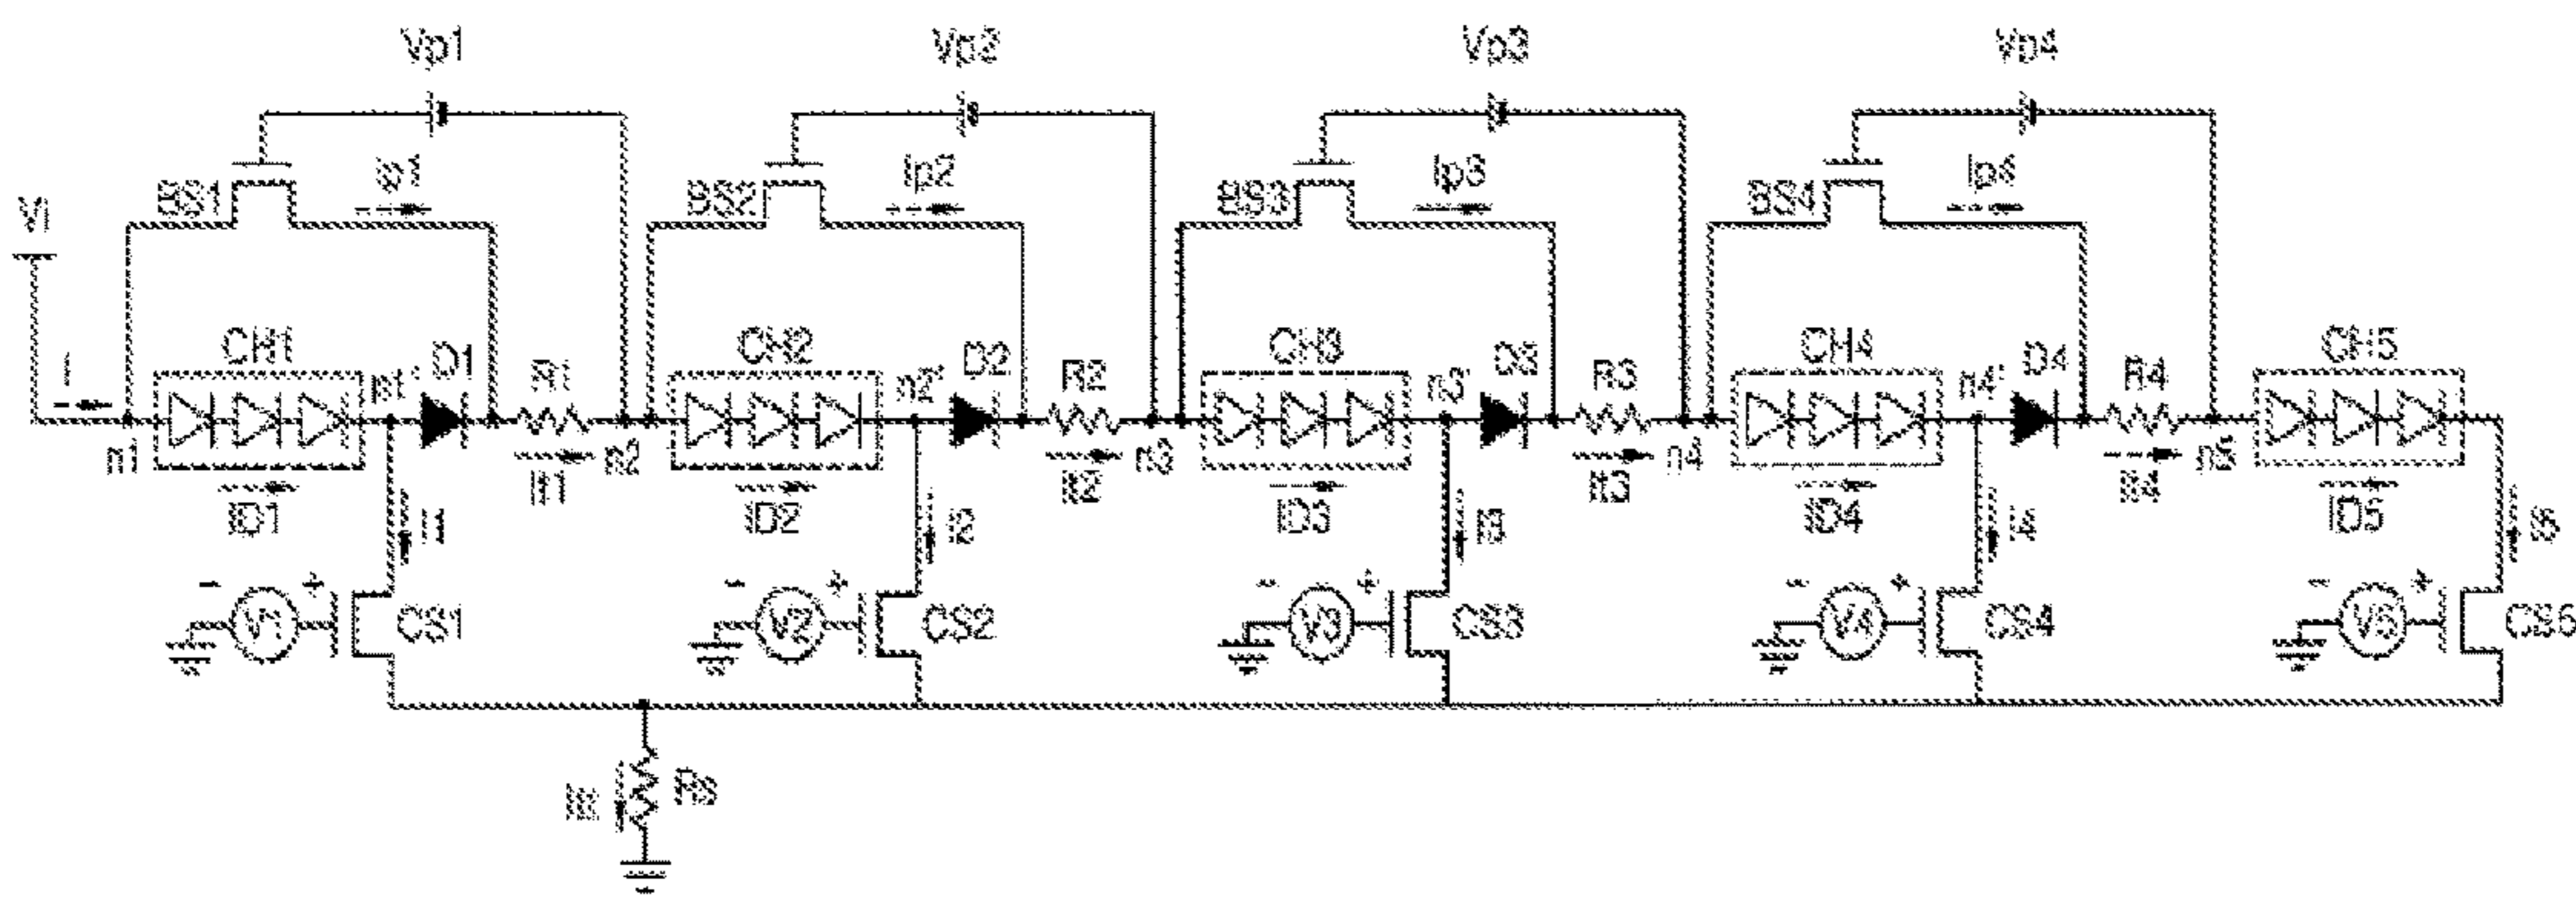 Vp1 Vp2 Vp3 Vp4
Ip1 Ip2 Ip3 Ip4
BS1 BS2 BS3 BS4
Vi
CH1 CH2 CH3 CH4 CH5
D1 D2 D3 D4
R1 R2 R3 R4
I n1' n2' n3' n4'
n1 n2 n3 n4 n5
It1 It2 It3 It4
ID1 ID2 ID3 ID4 ID5
I1 I2 I3 I4 I5
- + - + - + - + - +
V1 CS1 V2 CS2 V3 CS3 V4 CS4 V5 CS5
Rs